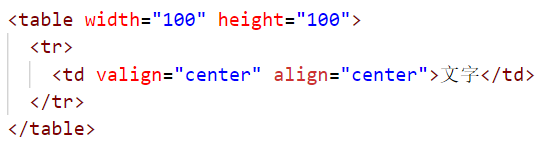 <table width="100" height="100">
  <tr>
    <td valign="center" align="center">文字</td>
  </tr>
</table>